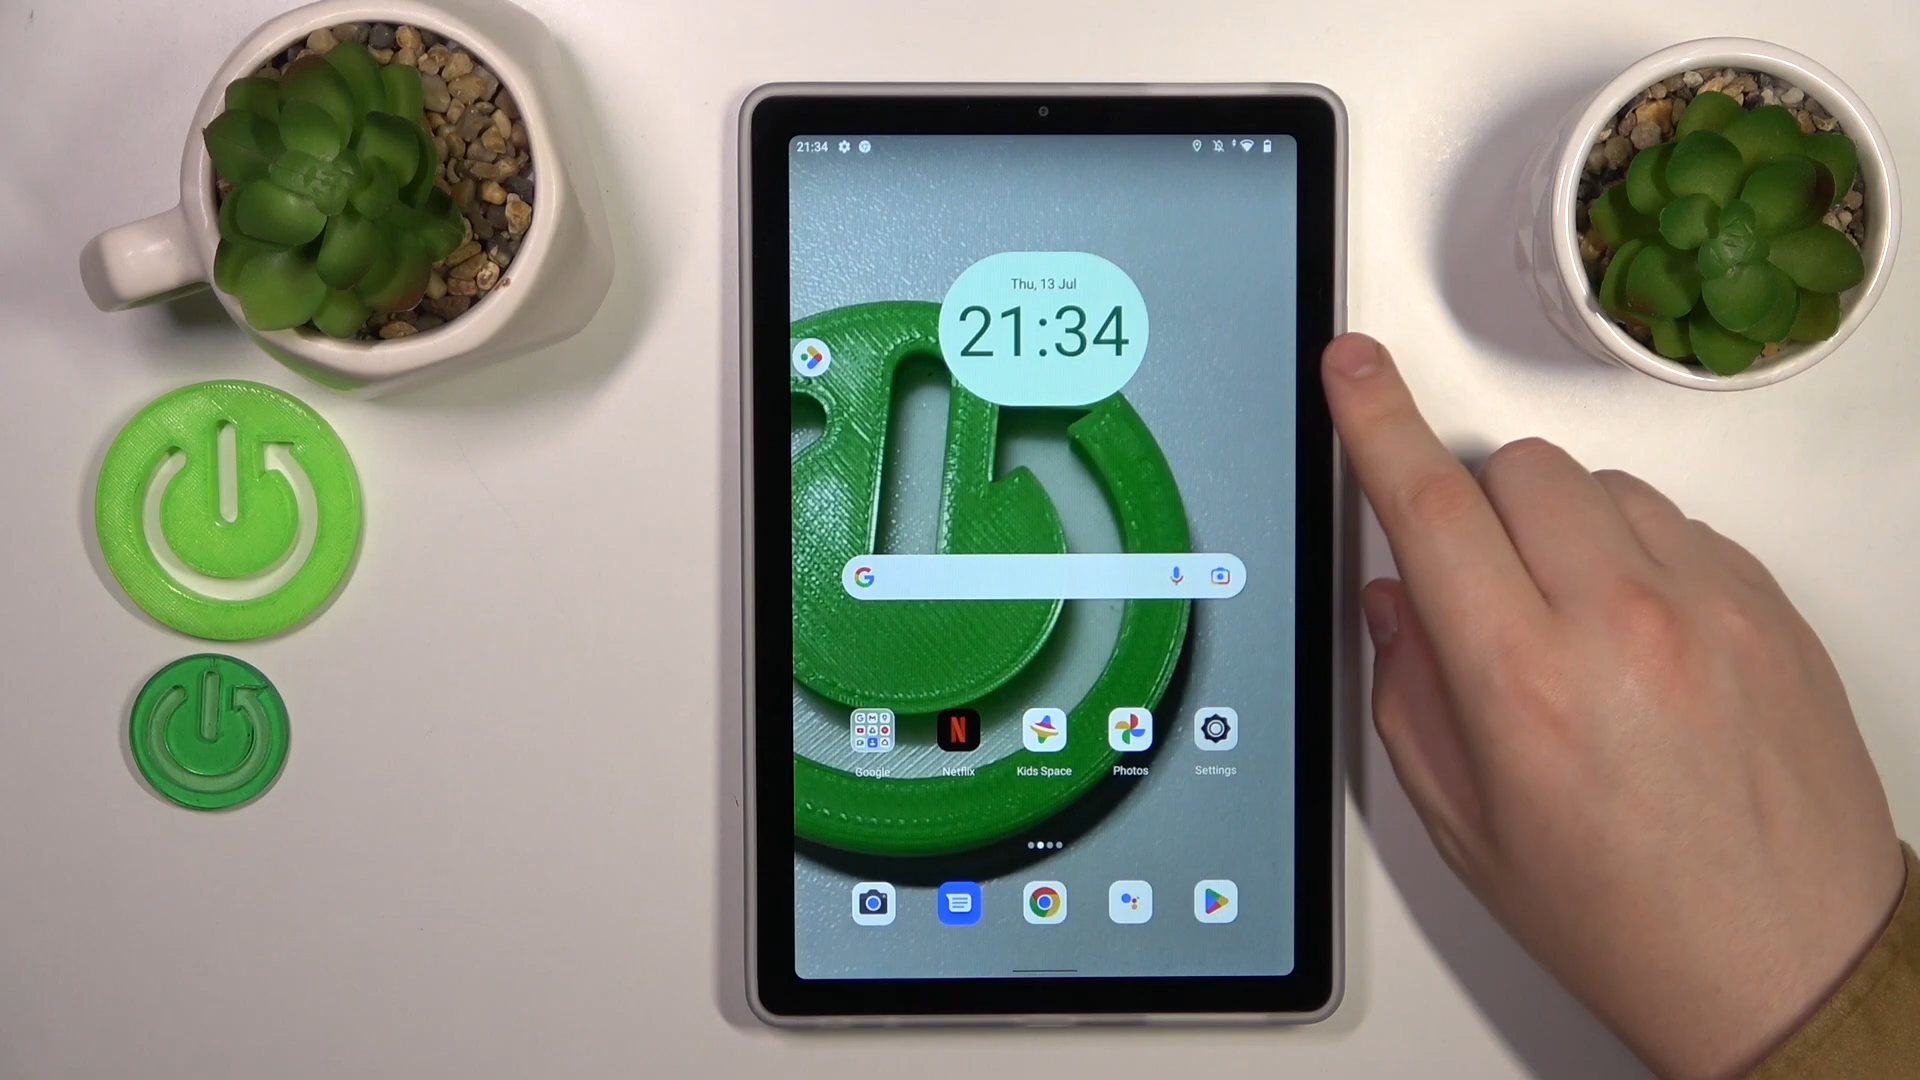 21:34
Thu, 13 Jul
21:34
Google
Netflix
Kids Space
Photos
Settings